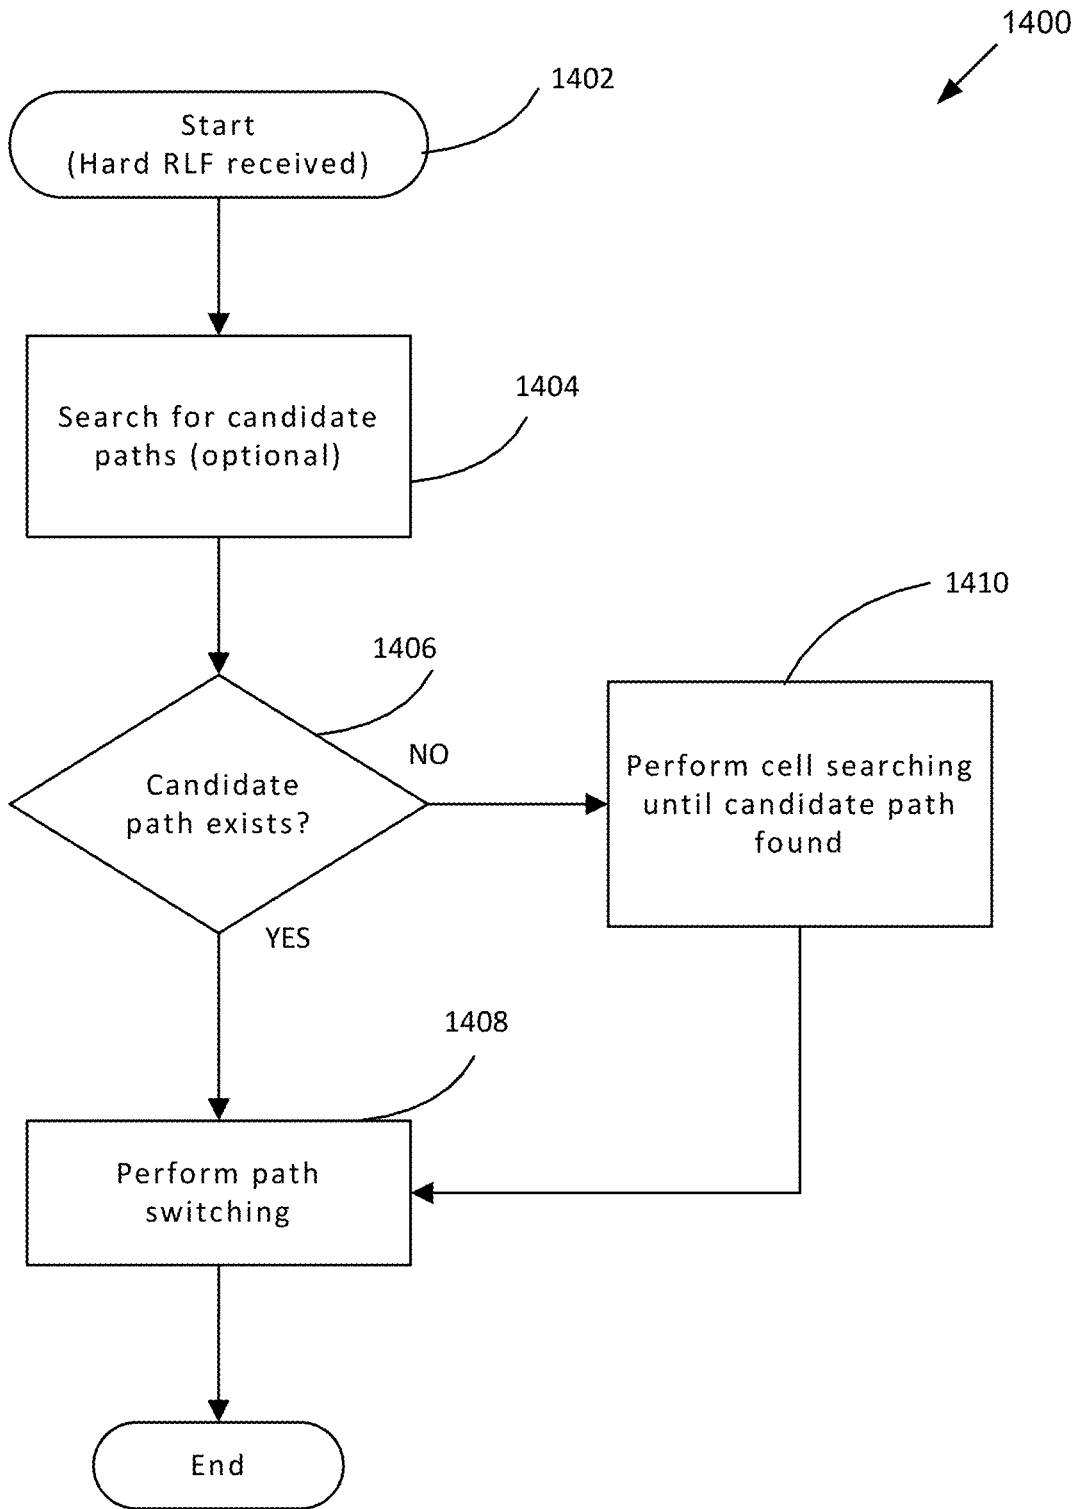 1400
1402
Start
(Hard RLF received)
1404
Search for candidate
paths (optional)
1410
1406
NO
Candidate
path exists?
Perform cell searching
until candidate path
found
YES
1408
Perform path
switching
End